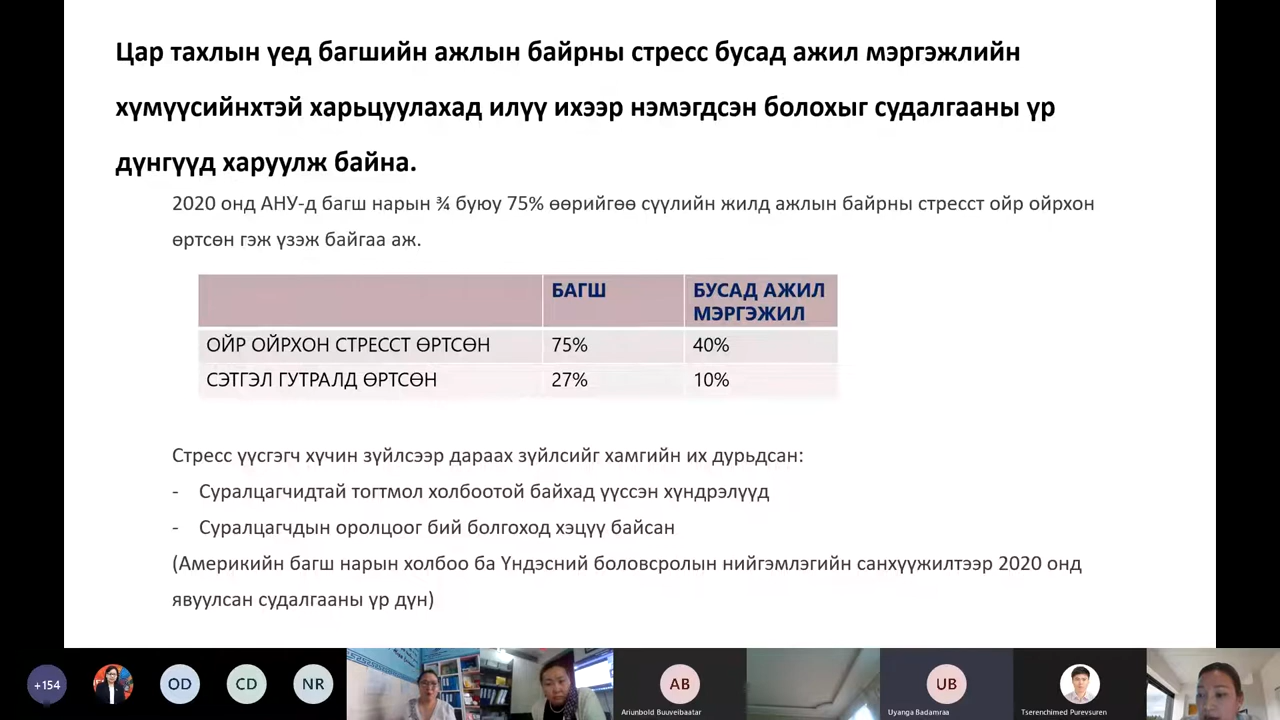 Цар тахлын үед багшийн ажлын байрны стресс бусад ажил мэргэжлийн
хүмүүсийнхтэй харьцуулахад илүү ихээр нэмэгдсэн болохыг судалгааны үр
дүнгүүд харуулж байна.
2020 онд АНУ-д багш нарын ¾ буюу 75% өөрийгөө сүүлийн жилд ажлын байрны стресст ойр ойрхон
өртсөн гэж үзэж байгаа аж.
БАГШ
БУСАД АЖИЛ
МЭРГЭЖИЛ
ОЙР ОЙРХОН СТРЕССТ ӨРТСӨН 75% 40%
СЭТГЭЛ ГУТРАЛД ӨРТСӨН 27% 10%
Стресс үүсгэгч хүчин зүйлсээр дараах зүйлсийг хамгийн их дурьдсан:
- Суралцагчидтай тогтмол холбоотой байхад үүссэн хүндрэлүүд
- Суралцагчдын оролцоог бий болгоход хэцүү байсан
(Америкийн багш нарын холбоо ба Үндэсний боловсролын нийгэмлэгийн санхүүжилтээр 2020 онд
явуулсан судалгааны үр дүн)
+154
OD
CD
NR
AB
Ariunbold Buuveibaatar
UB
Uyanga Badamraa
Tserenchimed Purevsuren